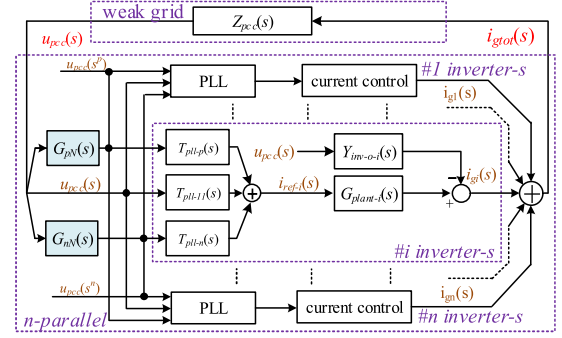 weak grid
Z_pcc(s)
u_pcc(s)
i_gtot(s)
u_pcc(s^p)
PLL
current control
#1 inverter-s
i_g1(s)
G_pN(s)
T_pll-p(s)
u_pcc(s)
Y_inv-o-i(s)
u_pcc(s)
T_pll-11(s)
+
i_ref-i(s)
G_plant-i(s)
−
+
i_gi(s)
+
G_nN(s)
T_pll-n(s)
#i inverter-s
u_pcc(s^n)
PLL
current control
i_gn(s)
n-parallel
#n inverter-s